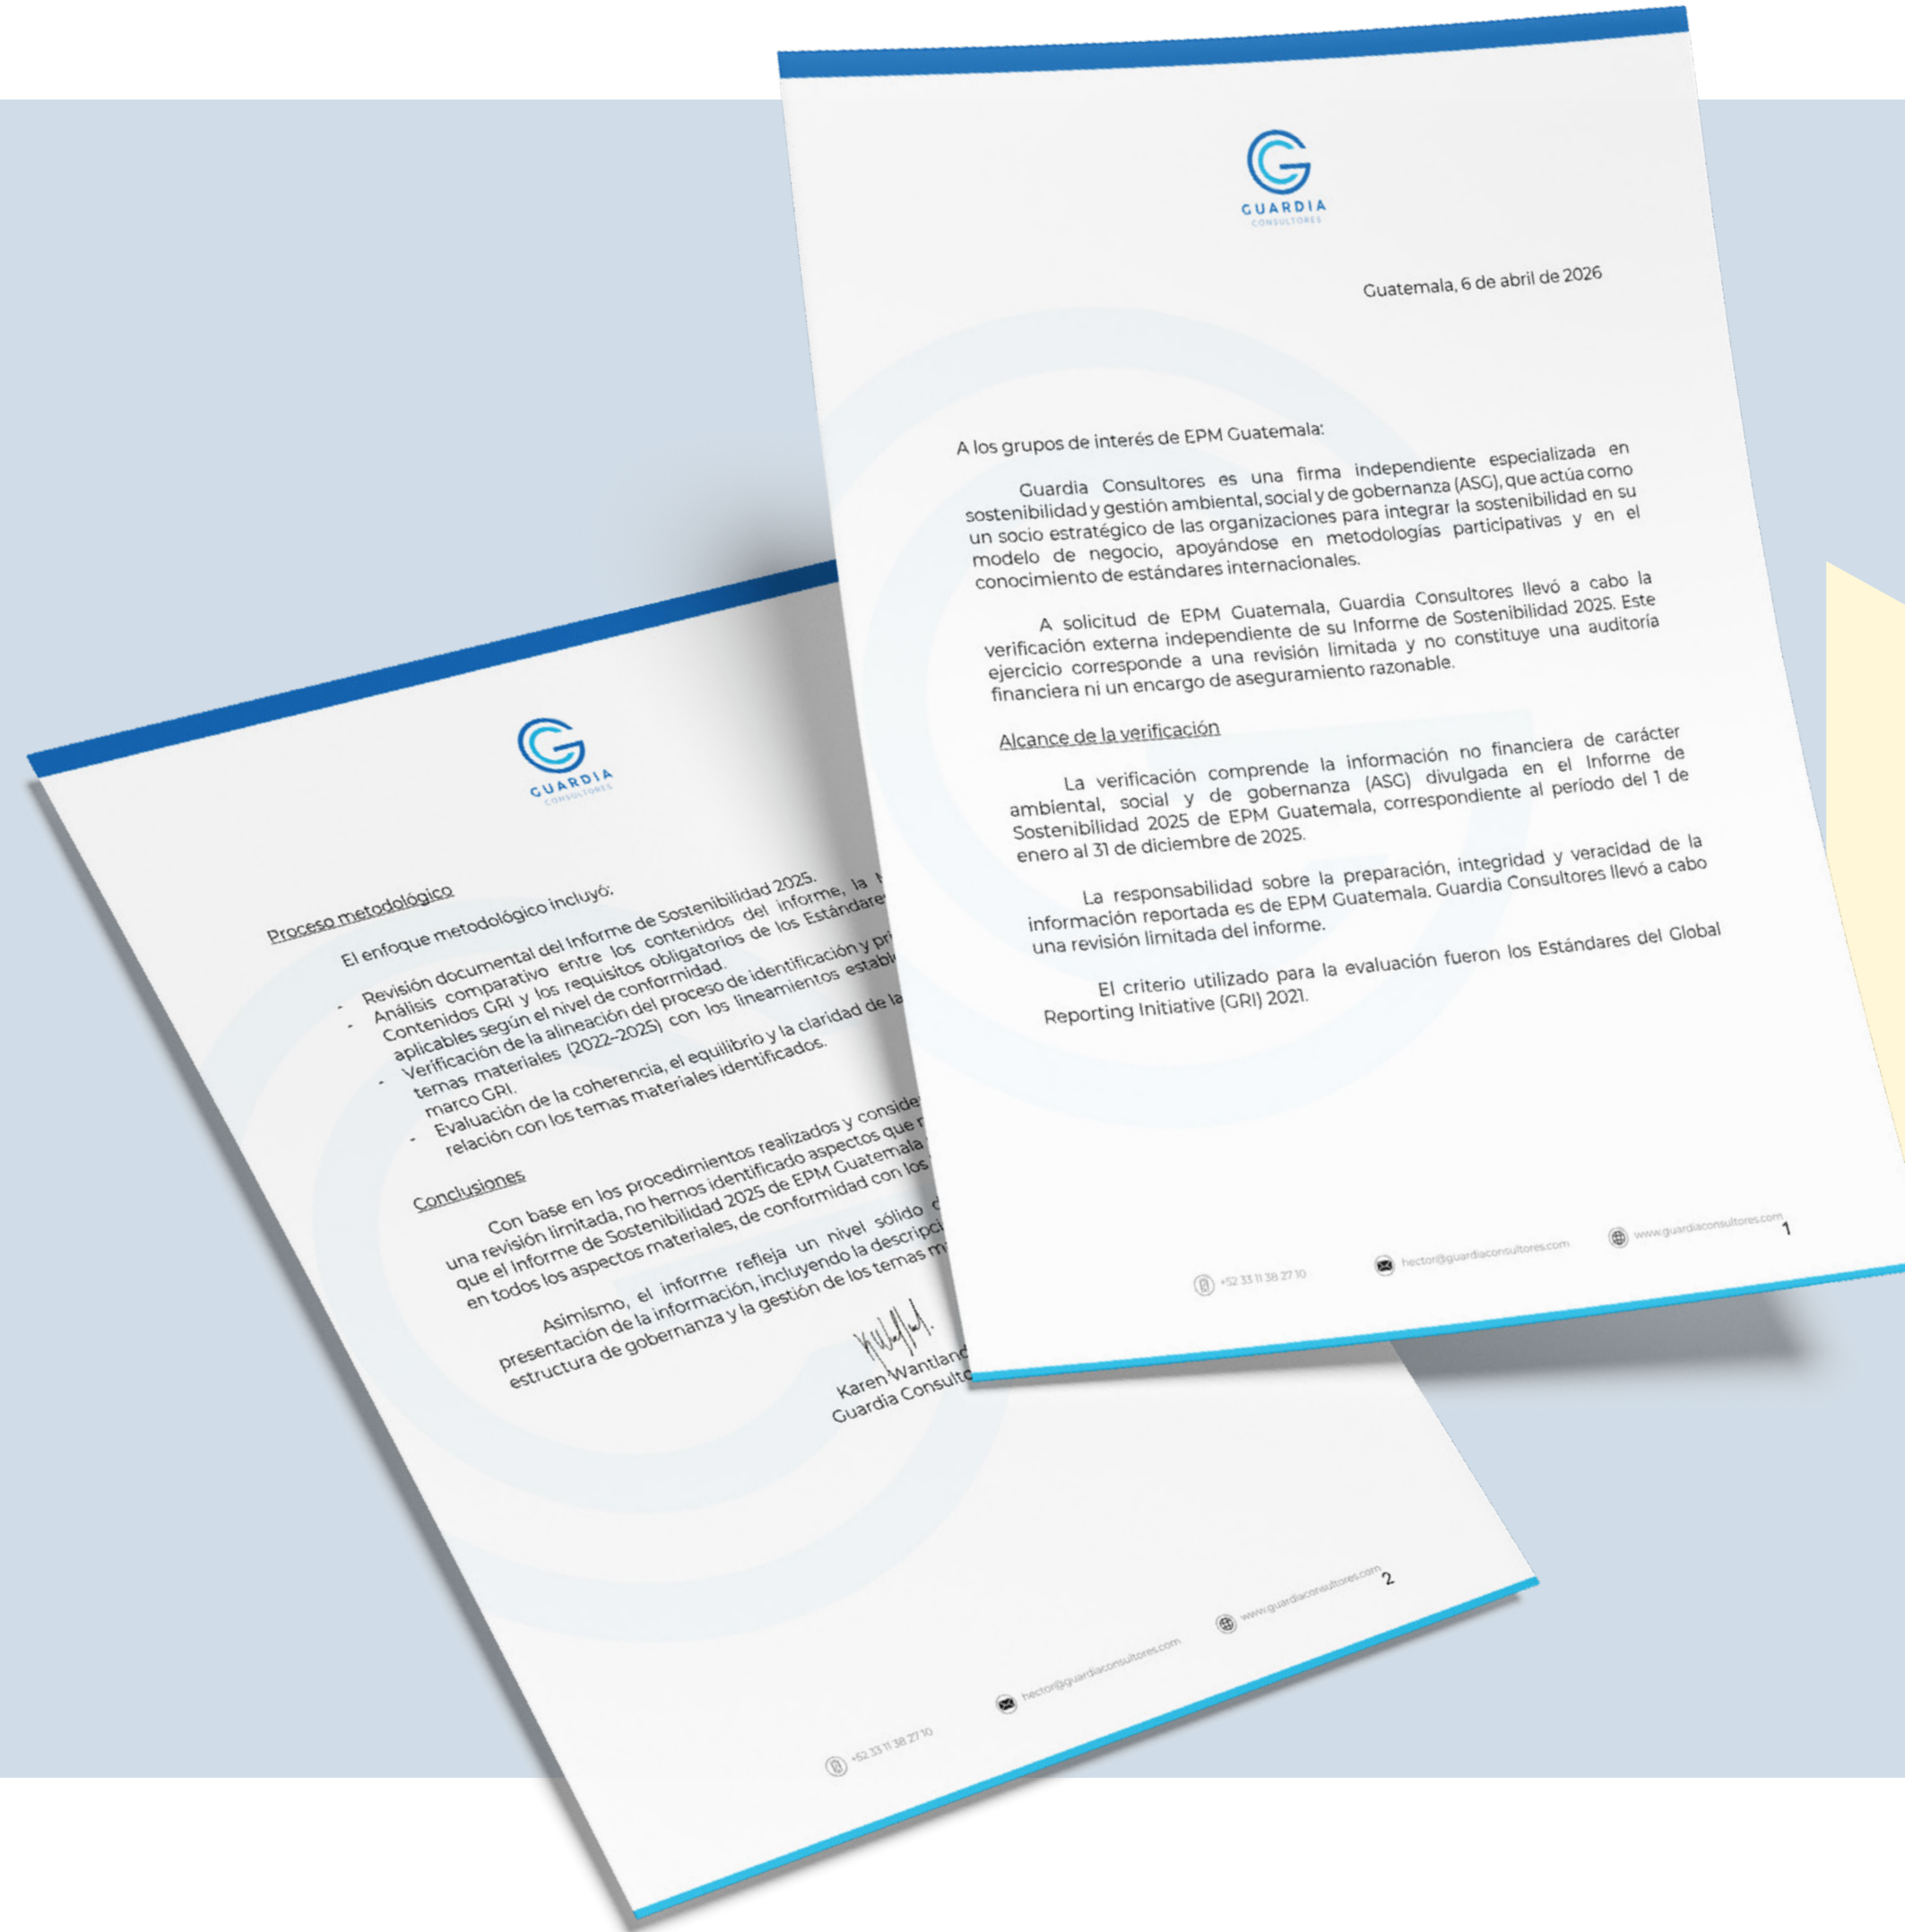 GUARDIA
CONSULTORES
Guatemala, 6 de abril de 2026
A los grupos de interés de EPM Guatemala:
Guardia Consultores es una firma independiente especializada en
sostenibilidad y gestión ambiental, social y de gobernanza (ASG), que actúa como
un socio estratégico de las organizaciones para integrar la sostenibilidad en su
modelo de negocio, apoyándose en metodologías participativas y en el
conocimiento de estándares internacionales.
A solicitud de EPM Guatemala, Guardia Consultores llevó a cabo la
verificación externa independiente de su Informe de Sostenibilidad 2025. Este
ejercicio corresponde a una revisión limitada y no constituye una auditoría
financiera ni un encargo de aseguramiento razonable.
Alcance de la verificación
La verificación comprende la información no financiera de carácter
ambiental, social y de gobernanza (ASG) divulgada en el Informe de
Sostenibilidad 2025 de EPM Guatemala, correspondiente al período del 1 de
enero al 31 de diciembre de 2025.
La responsabilidad sobre la preparación, integridad y veracidad de la
información reportada es de EPM Guatemala. Guardia Consultores llevó a cabo
una revisión limitada del informe.
El criterio utilizado para la evaluación fueron los Estándares del Global
Reporting Initiative (GRI) 2021.
+52 33 11 38 27 10
hector@guardiaconsultores.com
www.guardiaconsultores.com
1
GUARDIA
CONSULTORES
Proceso metodológico
El enfoque metodológico incluyó:
- Revisión documental del Informe de Sostenibilidad 2025.
- Análisis comparativo entre los contenidos del informe, la
Contenidos GRI y los requisitos obligatorios de los Estándares
aplicables según el nivel de conformidad.
- Verificación de la alineación del proceso de identificación y
temas materiales (2022-2025) con los lineamientos
marco GRI.
- Evaluación de la coherencia, el equilibrio y la claridad de la
relación con los temas materiales identificados.
Conclusiones
Con base en los procedimientos realizados y
una revisión limitada, no hemos identificado aspectos que
que el Informe de Sostenibilidad 2025 de EPM Guatemala
en todos los aspectos materiales, de conformidad con los
Asimismo, el informe refleja un nivel sólido
presentación de la información, incluyendo la
estructura de gobernanza y la gestión de los temas
Karen Wantland
Guardia
+52 33 11 38 27 10
hector@guardiaconsultores.com
www.guardiaconsultores.com
2